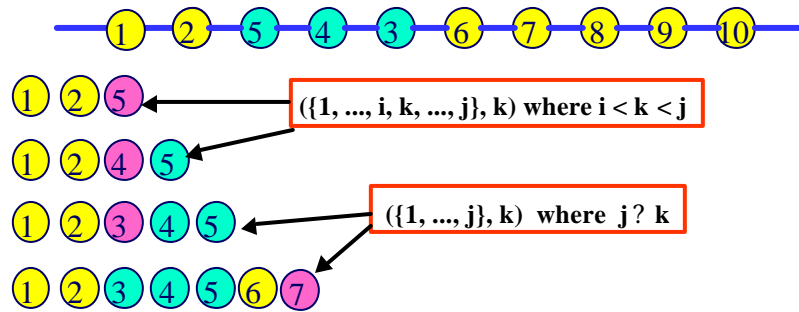 1 2 5 4 3 6 7 8 9 10
1 2 5
({1, ..., i, k, ..., j}, k) where i < k < j
1 2 4 5
1 2 3 4 5
({1, ..., j}, k) where j ? k
1 2 3 4 5 6 7